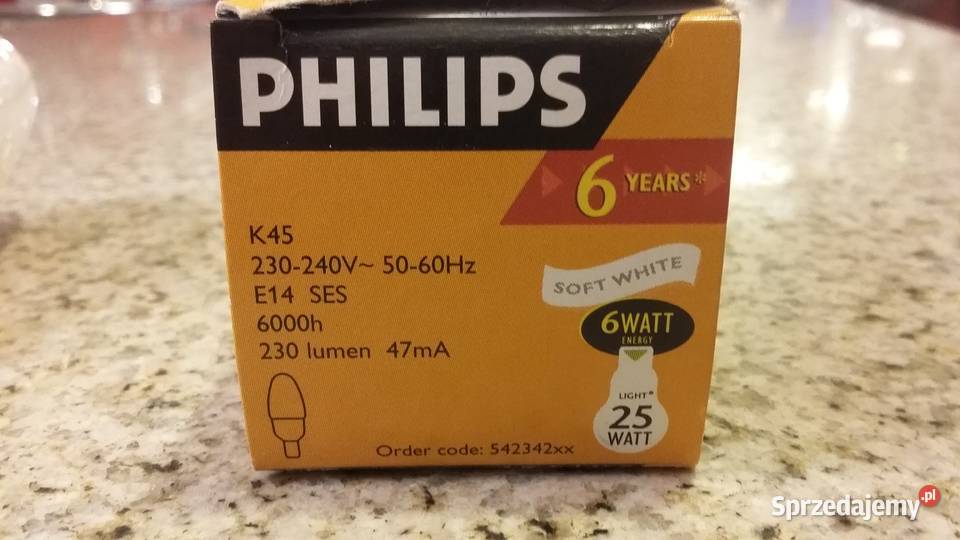 PHILIPS
6 YEARS*
K45
230-240V~ 50-60Hz
E14 SES
6000h
230 lumen 47mA
SOFT WHITE
6WATT
ENERGY
LIGHT*
25
WATT
Order code: 542342xx
Sprzedajemy.pl